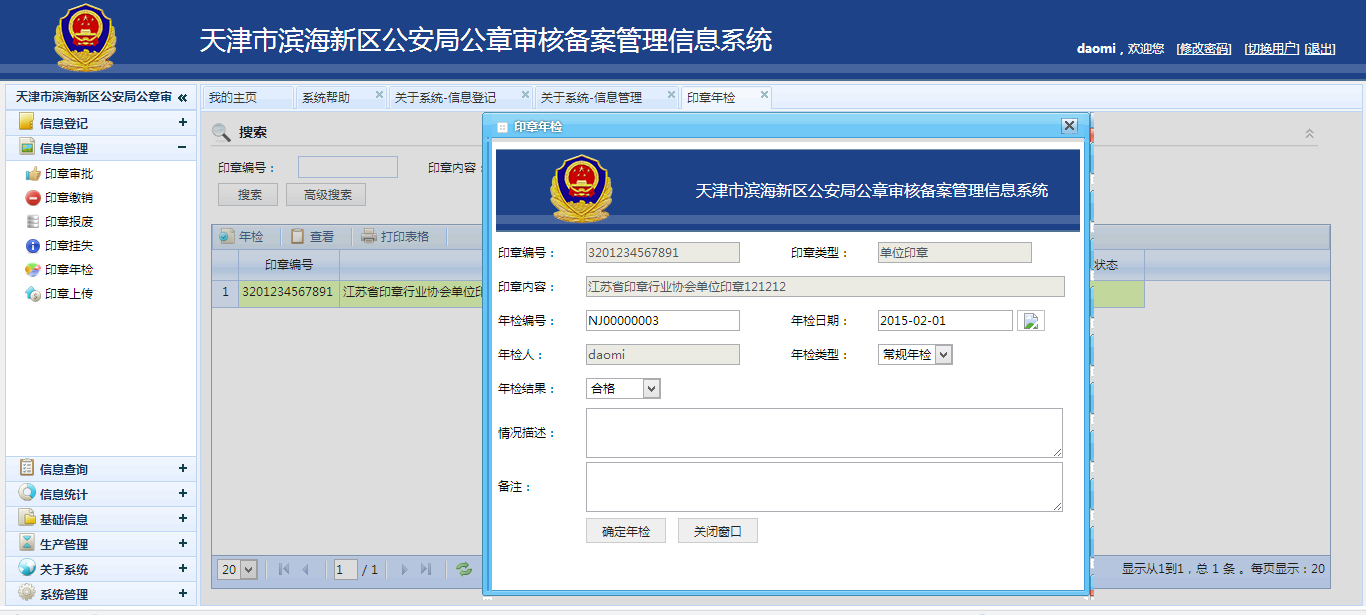 天津市滨海新区公安局公章审核备案管理信息系统
daomi，欢迎您 [修改密码] [切换用户] [退出]
天津市滨海新区公安局公章审 «
信息登记 +
信息管理 −
印章审批
印章缴销
印章报废
印章挂失
印章年检
印章上传
信息查询 +
信息统计 +
基础信息 +
生产管理 +
关于系统 +
系统管理 +
我的主页 系统帮助 × 关于系统-信息登记 × 关于系统-信息管理 × 印章年检 ×
搜索
印章编号： 印章内容：
搜索 高级搜索
年检 查看 打印表格
印章编号 状态
1 3201234567891 江苏省印章行业协会单位印
20 1 / 1 显示从1到1，总 1 条 。每页显示：20
印章年检
天津市滨海新区公安局公章审核备案管理信息系统
印章编号： 3201234567891 印章类型： 单位印章
印章内容： 江苏省印章行业协会单位印章121212
年检编号： NJ00000003 年检日期： 2015-02-01
年检人： daomi 年检类型： 常规年检
年检结果： 合格
情况描述：
备注：
确定年检 关闭窗口